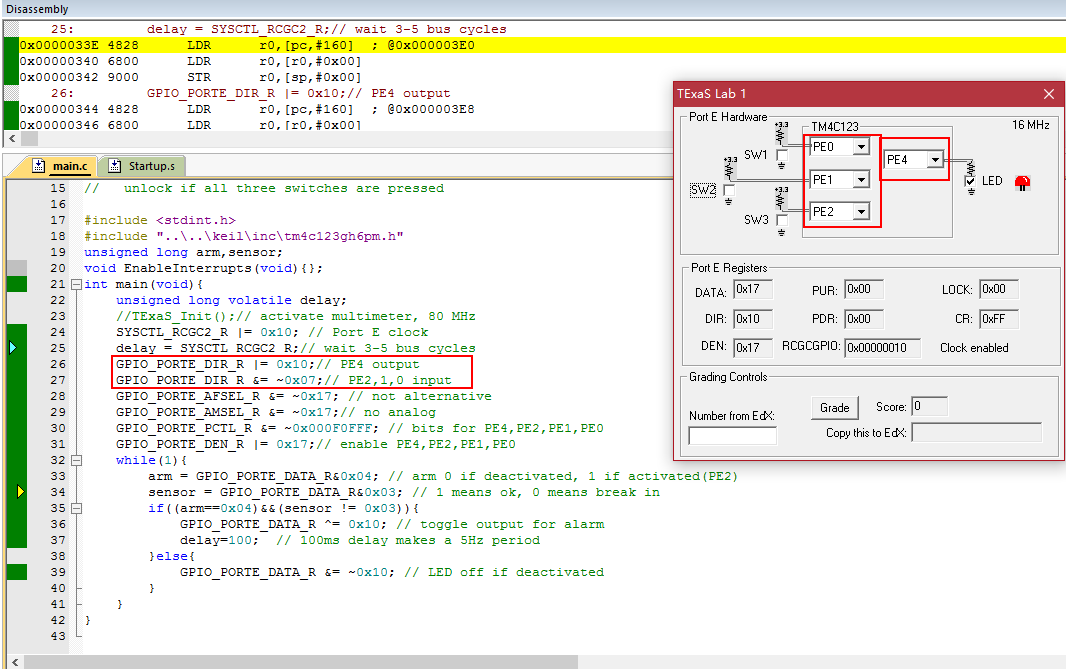 Disassembly
25:          delay = SYSCTL_RCGC2_R;// wait 3-5 bus cycles
0x0000033E 4828      LDR      r0,[pc,#160]  ; @0x000003E0
0x00000340 6800      LDR      r0,[r0,#0x00]
0x00000342 9000      STR      r0,[sp,#0x00]
26:          GPIO_PORTE_DIR_R |= 0x10;// PE4 output
0x00000344 4828      LDR      r0,[pc,#160]  ; @0x000003E8
0x00000346 6800      LDR      r0,[r0,#0x00]
main.c
Startup.s
15 //   unlock if all three switches are pressed
16
17 #include <stdint.h>
18 #include "..\..\keil\inc\tm4c123gh6pm.h"
19 unsigned long arm,sensor;
20 void EnableInterrupts(void){};
21 int main(void){
22     unsigned long volatile delay;
23     //TExaS_Init();// activate multimeter, 80 MHz
24     SYSCTL_RCGC2_R |= 0x10; // Port E clock
25     delay = SYSCTL_RCGC2_R;// wait 3-5 bus cycles
26     GPIO_PORTE_DIR_R |= 0x10;// PE4 output
27     GPIO_PORTE_DIR_R &= ~0x07;// PE2,1,0 input
28     GPIO_PORTE_AFSEL_R &= ~0x17; // not alternative
29     GPIO_PORTE_AMSEL_R &= ~0x17;// no analog
30     GPIO_PORTE_PCTL_R &= ~0x000F0FFF; // bits for PE4,PE2,PE1,PE0
31     GPIO_PORTE_DEN_R |= 0x17;// enable PE4,PE2,PE1,PE0
32     while(1){
33         arm = GPIO_PORTE_DATA_R&0x04; // arm 0 if deactivated, 1 if activated(PE2)
34         sensor = GPIO_PORTE_DATA_R&0x03; // 1 means ok, 0 means break in
35         if((arm==0x04)&&(sensor != 0x03)){
36             GPIO_PORTE_DATA_R ^= 0x10; // toggle output for alarm
37             delay=100;  // 100ms delay makes a 5Hz period
38         }else{
39             GPIO_PORTE_DATA_R &= ~0x10; // LED off if deactivated
40         }
41     }
42 }
43
TExaS Lab 1
Port E Hardware
16 MHz
TM4C123
+3.3
SW1
PE0
PE4
+3.3
SW2
PE1
LED
+3.3
SW3
PE2
Port E Registers
DATA: 0x17 PUR: 0x00 LOCK: 0x00
DIR: 0x10 PDR: 0x00 CR: 0xFF
DEN: 0x17 RCGCGPIO: 0x00000010 Clock enabled
Grading Controls
Number from EdX: Grade Score: 0
Copy this to EdX: